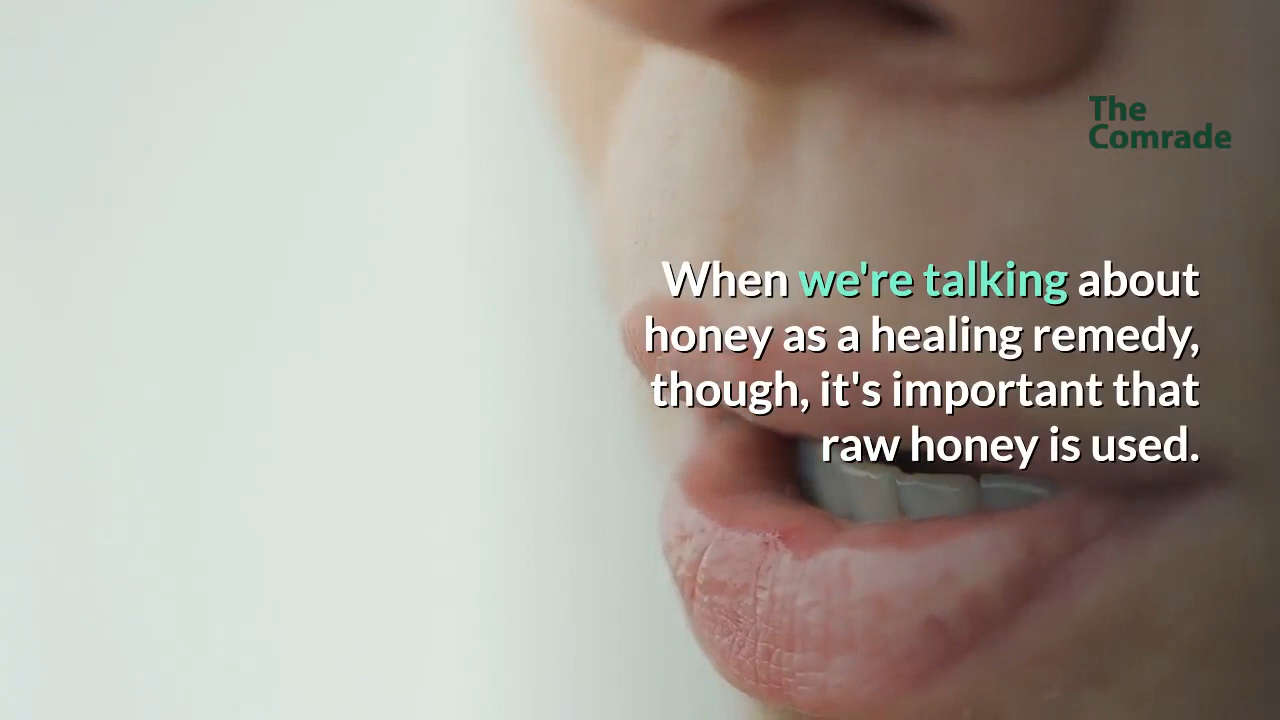 The
Comrade
When we're talking about
honey as a healing remedy,
though, it's important that
raw honey is used.